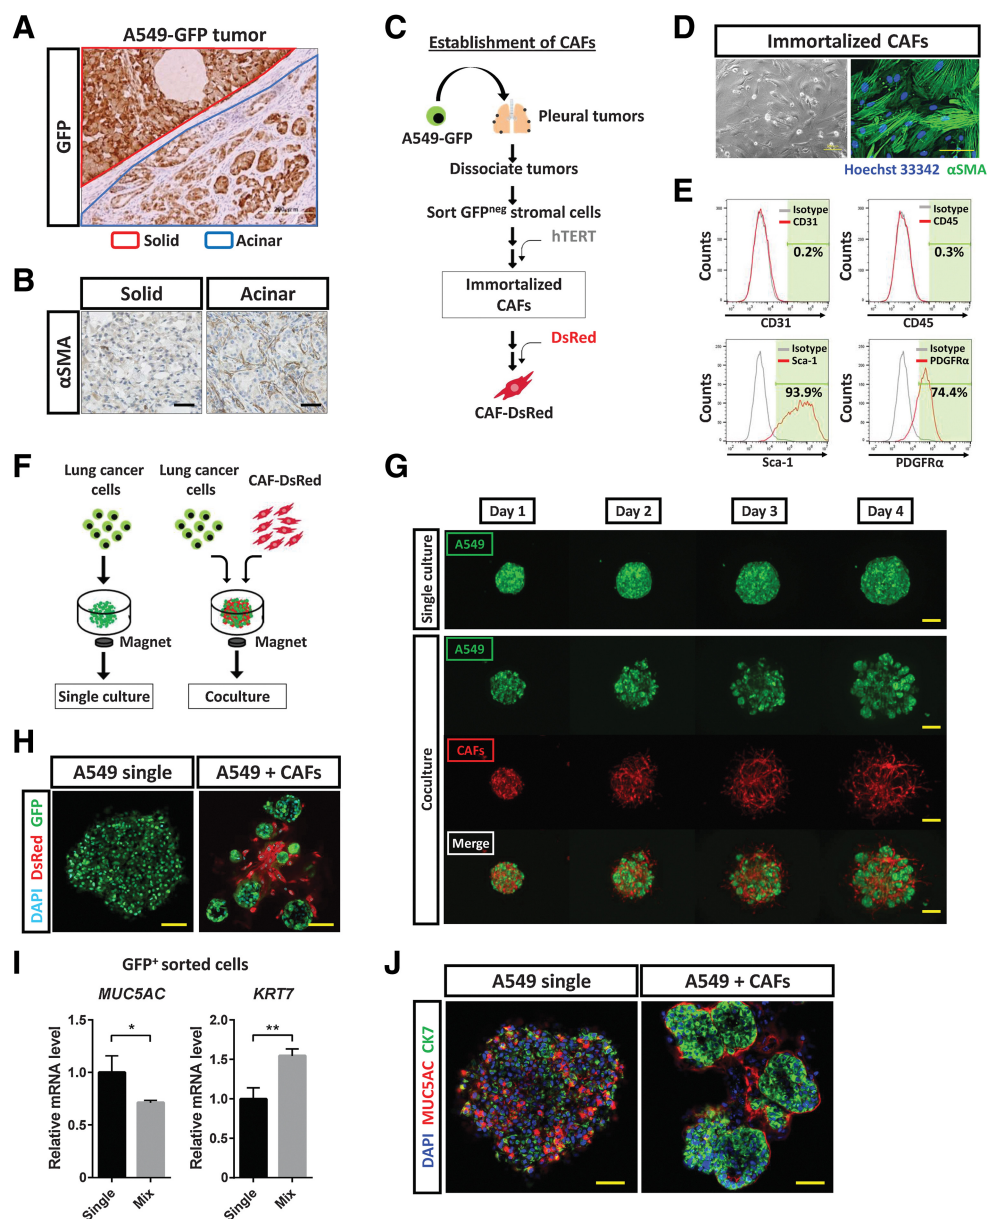 A
A549-GFP tumor
GFP
Solid
Acinar
B
Solid
Acinar
αSMA
C
Establishment of CAFs
A549-GFP
Pleural tumors
Dissociate tumors
Sort GFPneg stromal cells
hTERT
Immortalized
CAFs
DsRed
CAF-DsRed
D
Immortalized CAFs
Hoechst 33342 αSMA
E
Isotype
CD31
0.2%
Counts
CD31
Isotype
CD45
0.3%
Counts
CD45
Isotype
Sca-1
93.9%
Counts
Sca-1
Isotype
PDGFRα
74.4%
Counts
PDGFRα
F
Lung cancer
cells
Lung cancer
cells
CAF-DsRed
Magnet
Magnet
Single culture
Coculture
G
Day 1
Day 2
Day 3
Day 4
Single culture
A549
Coculture
A549
CAFs
Merge
H
A549 single
A549 + CAFs
DAPI DsRed GFP
I
GFP+ sorted cells
MUC5AC
Relative mRNA level
1.5
1.0
0.5
0
*
Single
Mix
KRT7
Relative mRNA level
2.0
1.5
1.0
0.5
0
**
Single
Mix
J
A549 single
A549 + CAFs
DAPI MUC5AC CK7